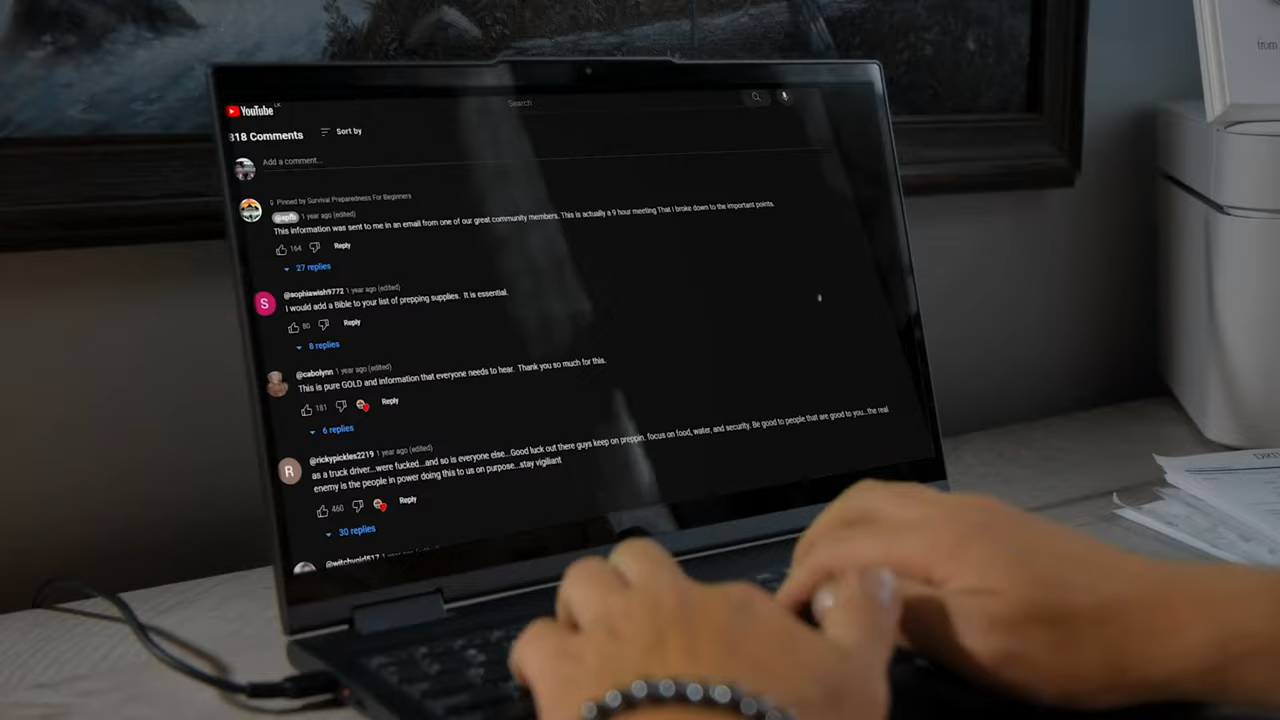 from
YouTube LK
318 Comments
Sort by
Search
Add a comment...
Pinned by Survival Preparedness For Beginners
@spfb 1 year ago (edited)
This information was sent to me in an email from one of our great community members. This is actually a 9 hour meeting That I broke down to the important points.
164 Reply
27 replies
S
@sophiawish9772 1 year ago (edited)
I would add a Bible to your list of prepping supplies. It is essential.
80 Reply
8 replies
@cabolynn 1 year ago (edited)
This is pure GOLD and information that everyone needs to hear. Thank you so much for this.
181 Reply
6 replies
R
@rickypickles2219 1 year ago (edited)
as a truck driver...were fucked...and so is everyone else...Good luck out there guys keep on preppin. focus on food, water, and security. Be good to people that are good to you...the real
enemy is the people in power doing this to us on purpose...stay vigiliant
460 Reply
30 replies